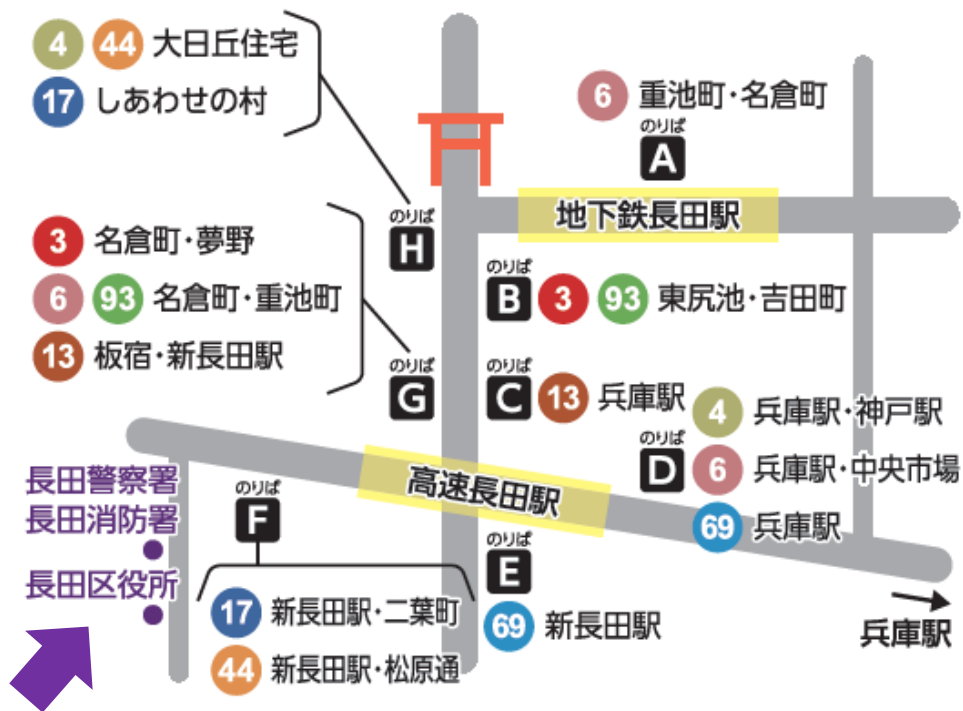 4 44 大日丘住宅
17 しあわせの村
6 重池町・名倉町
のりば
A
地下鉄長田駅
のりば
H
3 名倉町・夢野
6 93 名倉町・重池町
13 板宿・新長田駅
のりば
B 3 93 東尻池・吉田町
のりば
G
のりば
C 13 兵庫駅
のりば
D
4 兵庫駅・神戸駅
6 兵庫駅・中央市場
69 兵庫駅
高速長田駅
長田警察署
長田消防署
長田区役所
のりば
F
17 新長田駅・二葉町
44 新長田駅・松原通
のりば
E
69 新長田駅
兵庫駅